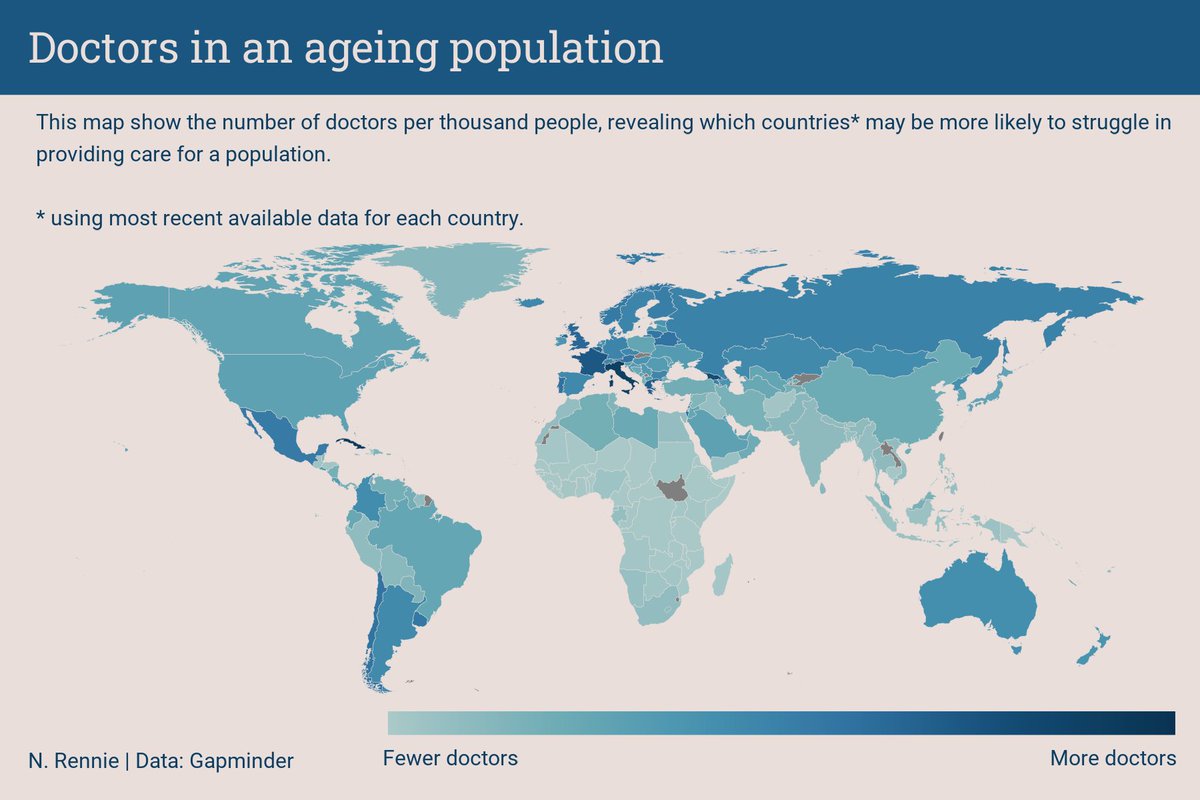 Doctors in an ageing population
This map show the number of doctors per thousand people, revealing which countries* may be more likely to struggle in
providing care for a population.
* using most recent available data for each country.
Fewer doctors
More doctors
N. Rennie | Data: Gapminder